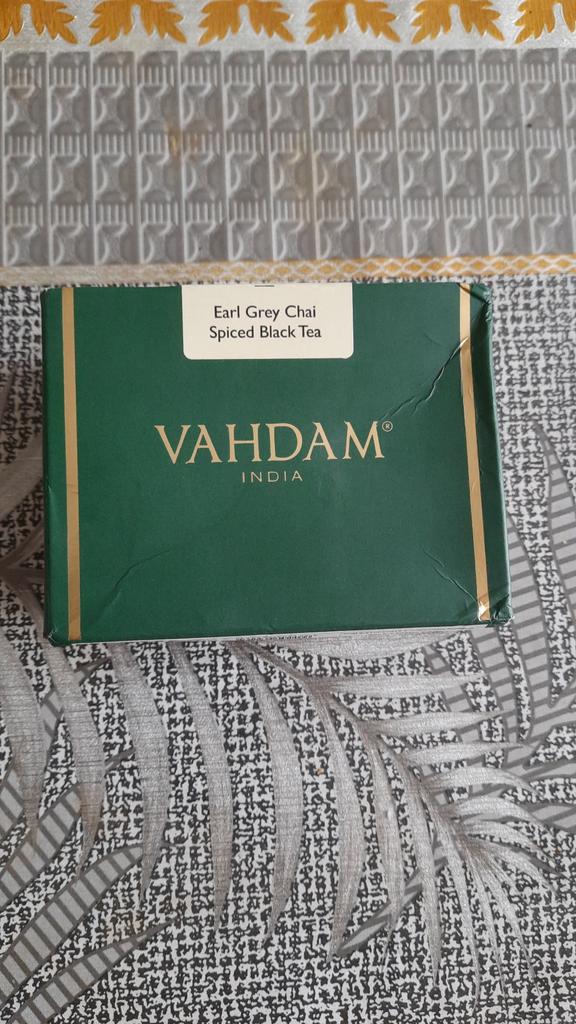 Earl Grey Chai
Spiced Black Tea
VAHDAM®
INDIA